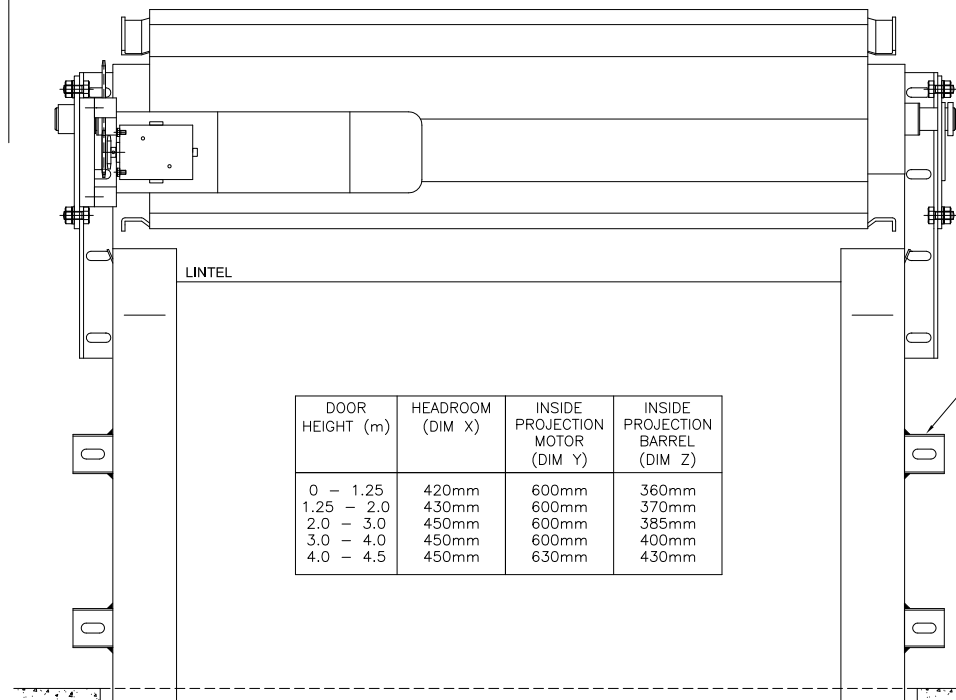 LINTEL
DOOR HEIGHT (m) | HEADROOM (DIM X) | INSIDE PROJECTION MOTOR (DIM Y) | INSIDE PROJECTION BARREL (DIM Z)
0 – 1.25 | 420mm | 600mm | 360mm
1.25 – 2.0 | 430mm | 600mm | 370mm
2.0 – 3.0 | 450mm | 600mm | 385mm
3.0 – 4.0 | 450mm | 600mm | 400mm
4.0 – 4.5 | 450mm | 630mm | 430mm